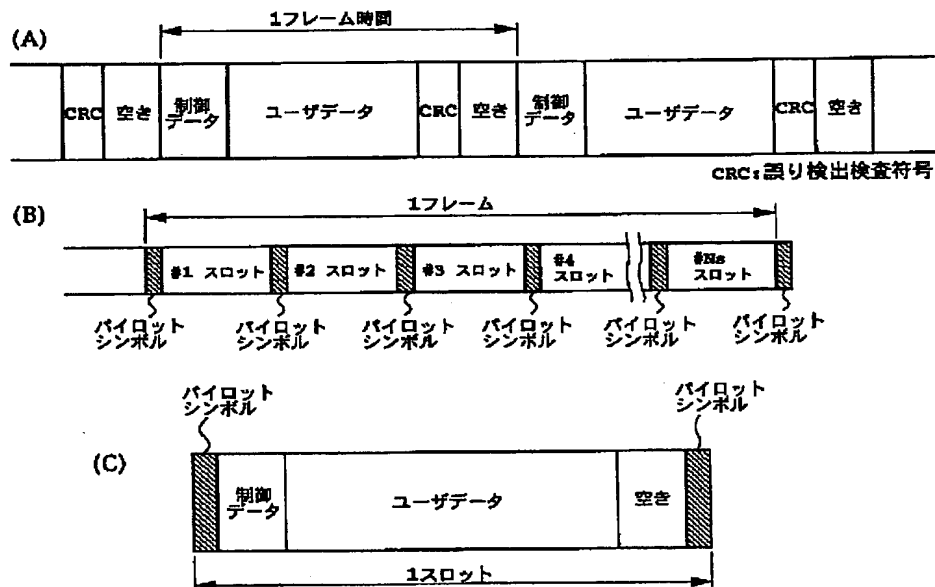 (A)
1フレーム時間
CRC 空き 制御データ ユーザデータ CRC 空き 制御データ ユーザデータ CRC 空き
CRC:誤り検出検査符号
(B)
1フレーム
#1 スロット #2 スロット #3 スロット #4 スロット #Ns スロット
パイロット パイロット パイロット パイロット パイロット パイロット
シンボル シンボル シンボル シンボル シンボル シンボル
パイロット パイロット
シンボル シンボル
(C)
制御データ ユーザデータ 空き
1スロット